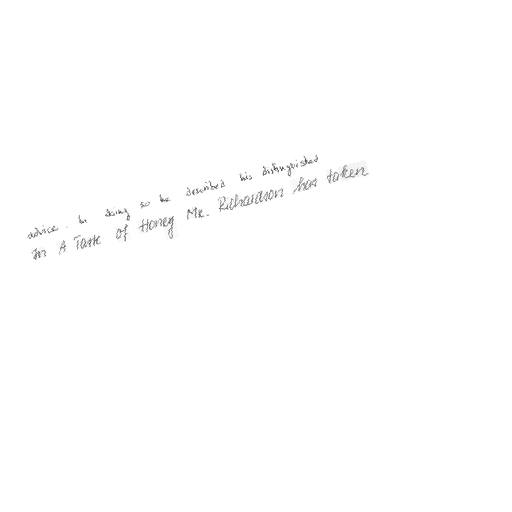 advice. In doing so he described his distinguished
In A Taste of Honey Mr. Richardson has taken